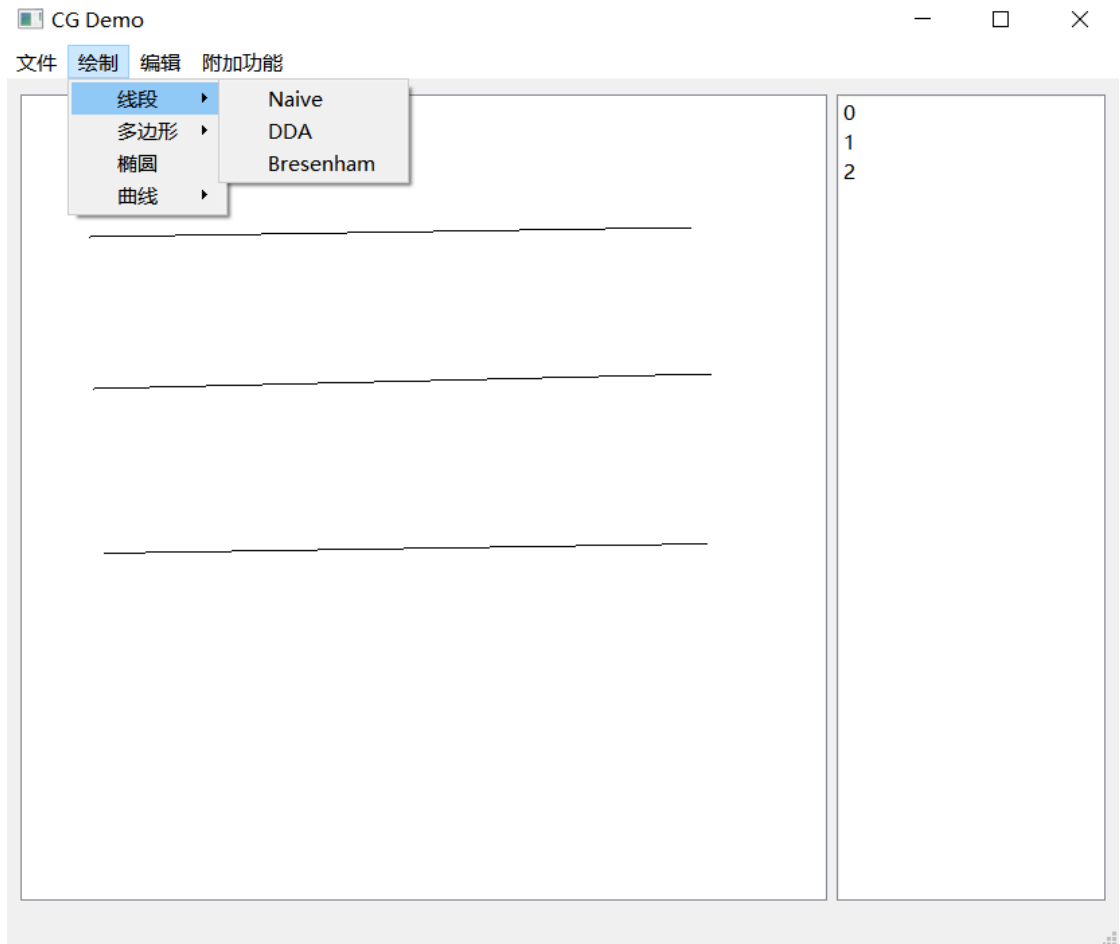 CG Demo
文件 绘制 编辑 附加功能
线段
多边形
椭圆
曲线
Naive
DDA
Bresenham
0
1
2